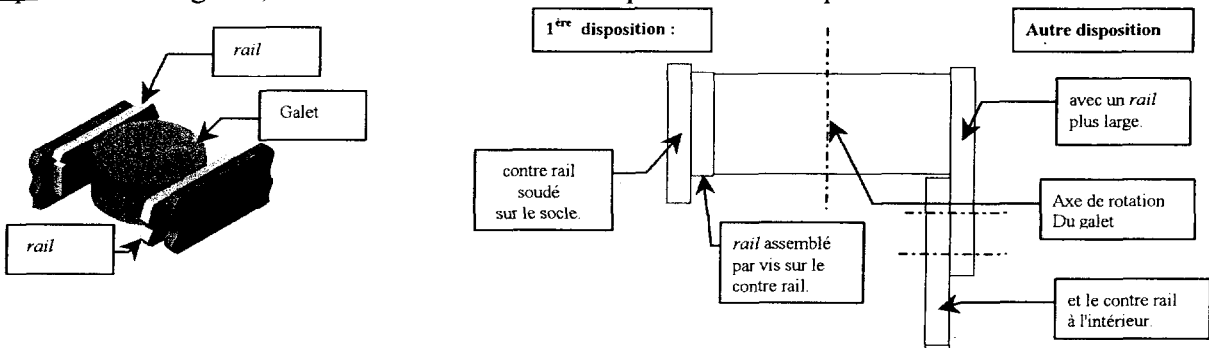 rail
Galet
rail
1ère disposition :
Autre disposition
avec un rail
plus large.
contre rail
soudé
sur le socle.
Axe de rotation
Du galet
rail assemblé
par vis sur le
contre rail.
et le contre rail
à l'intérieur.